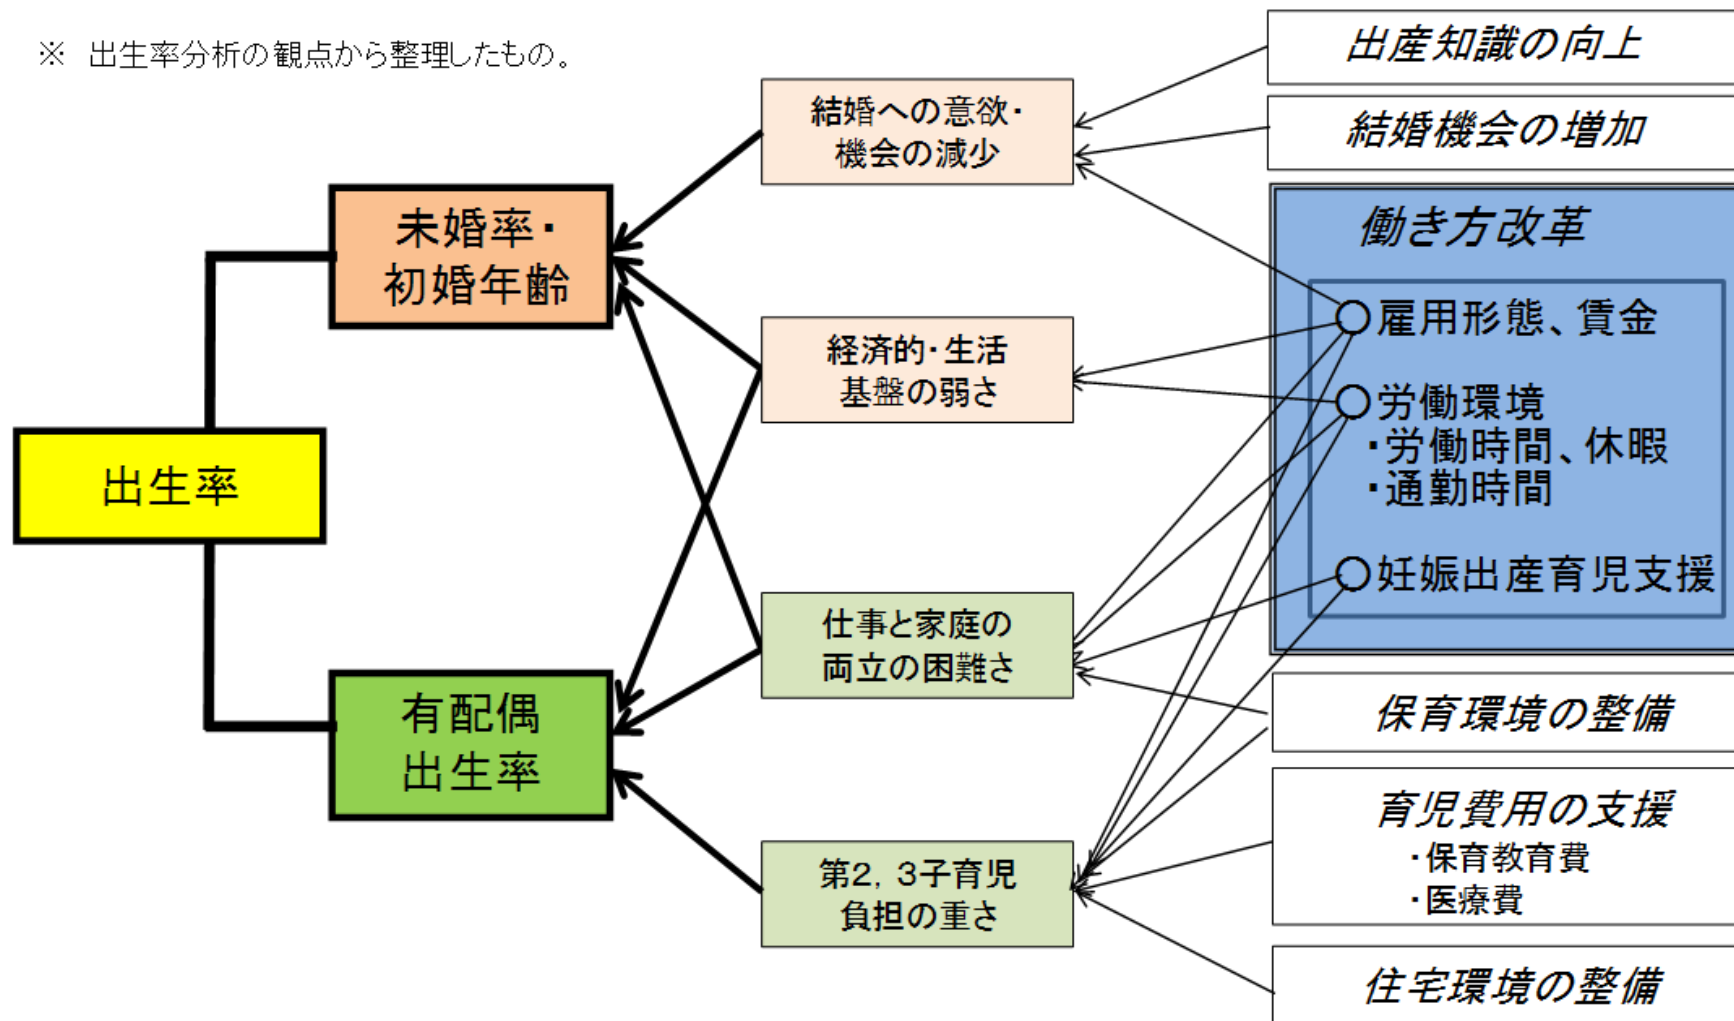 ※ 出生率分析の観点から整理したもの。
出生率
未婚率・
初婚年齢
有配偶
出生率
結婚への意欲・
機会の減少
経済的・生活
基盤の弱さ
仕事と家庭の
両立の困難さ
第2，3子育児
負担の重さ
出産知識の向上
結婚機会の増加
働き方改革
○雇用形態、賃金
○労働環境
・労働時間、休暇
・通勤時間
○妊娠出産育児支援
保育環境の整備
育児費用の支援
・保育教育費
・医療費
住宅環境の整備